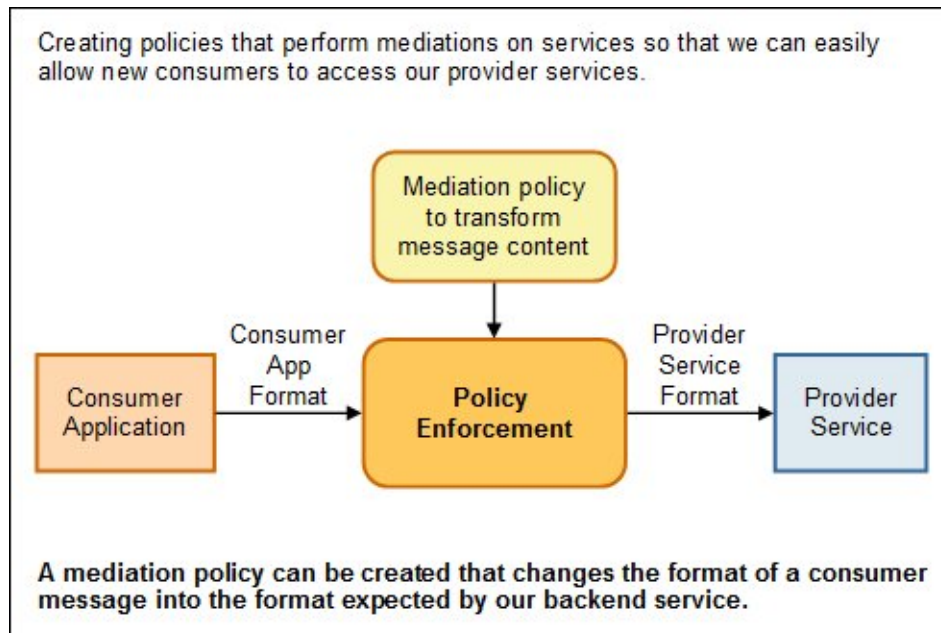 Creating policies that perform mediations on services so that we can easily
allow new consumers to access our provider services.
Mediation policy
to transform
message content
Consumer
App
Format
Provider
Service
Format
Consumer
Application
Policy
Enforcement
Provider
Service
A mediation policy can be created that changes the format of a consumer
message into the format expected by our backend service.